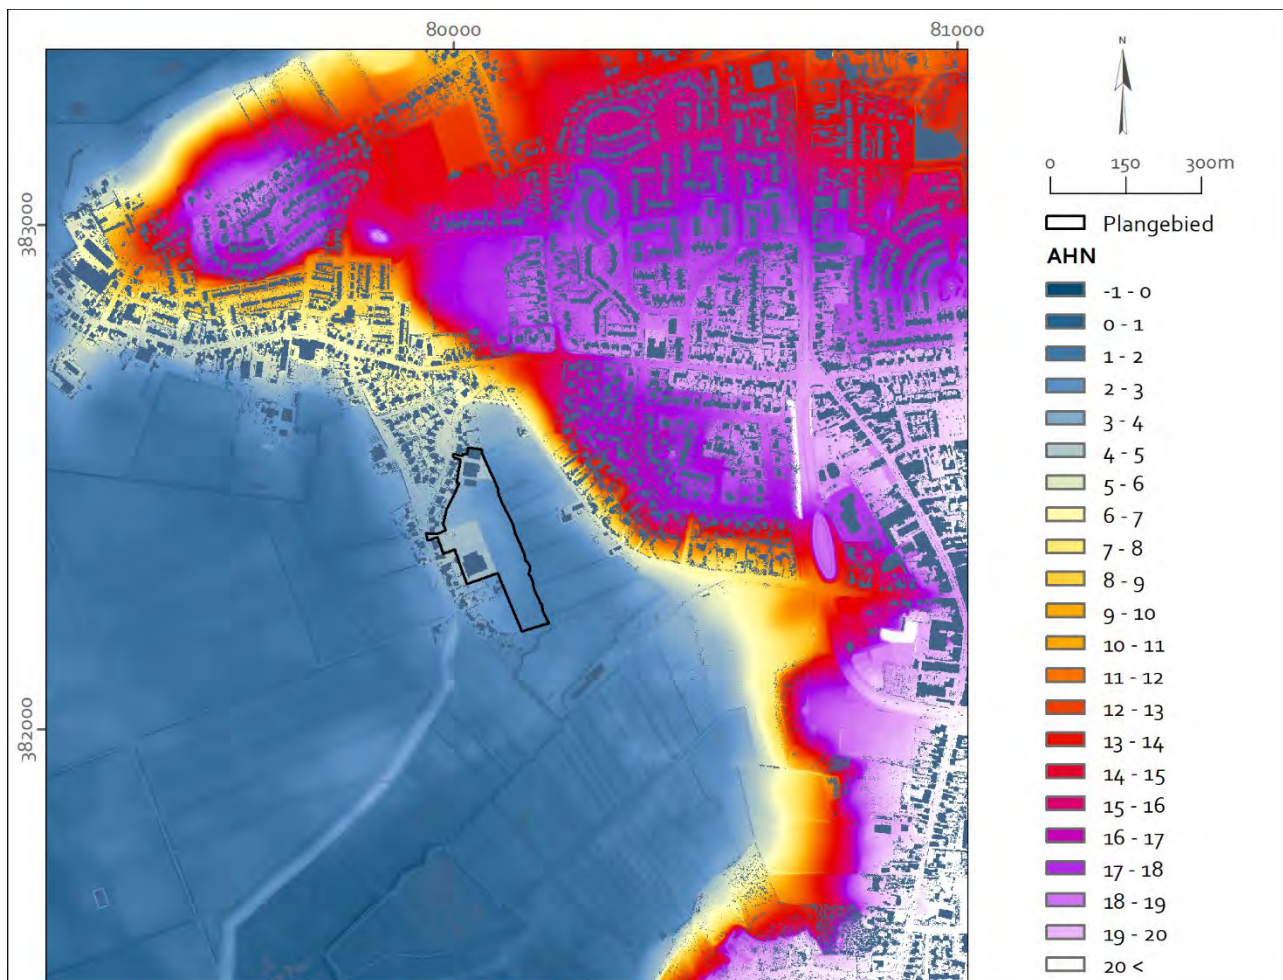 80000
81000
N
383000
382000
0 150 300m
Plangebied
AHN
-1 - 0
0 - 1
1 - 2
2 - 3
3 - 4
4 - 5
5 - 6
6 - 7
7 - 8
8 - 9
9 - 10
10 - 11
11 - 12
12 - 13
13 - 14
14 - 15
15 - 16
16 - 17
17 - 18
18 - 19
19 - 20
20 <